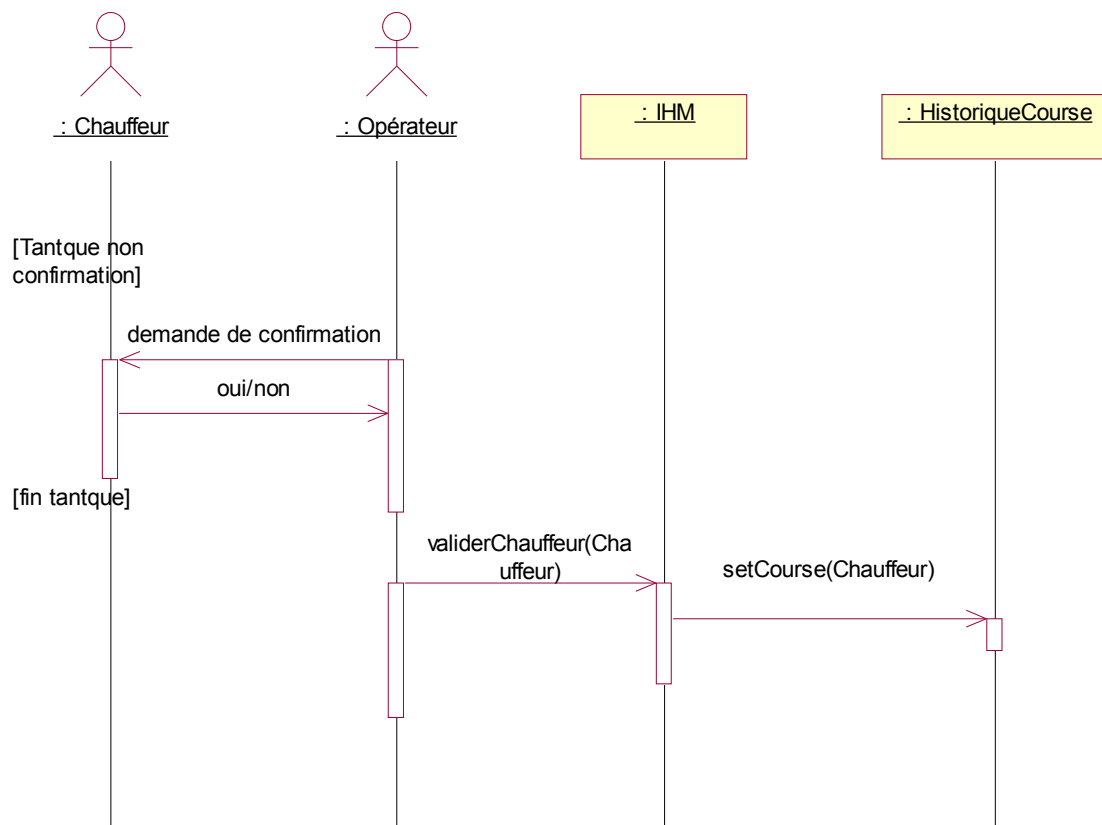 : Chauffeur
: Opérateur
: IHM
: HistoriqueCourse
[Tantque non
confirmation]
demande de confirmation
oui/non
[fin tantque]
validerChauffeur(Cha
uffeur)
setCourse(Chauffeur)